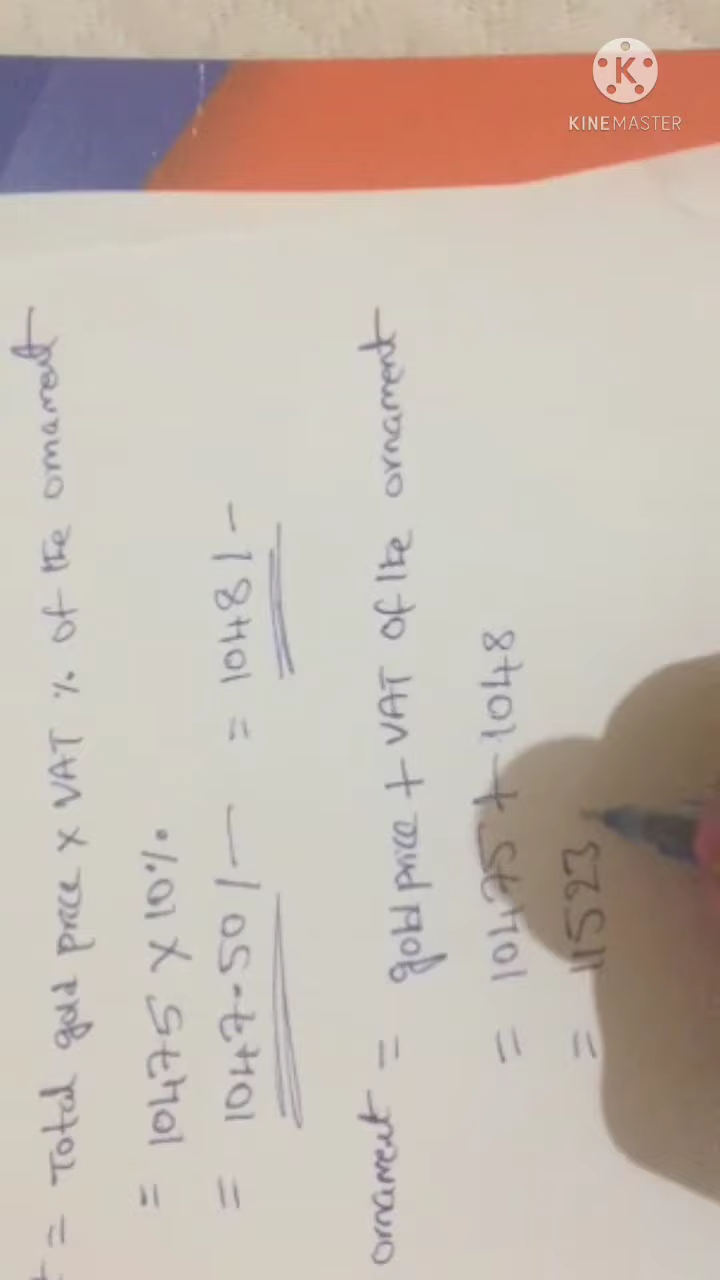 KINEMASTER
= Total gold price x VAT % of the ornament
= 10475 x 10%
= 1047.50/- = 1048/-
ornament = gold price + VAT of the ornament
= 10475 + 1048
= 11523